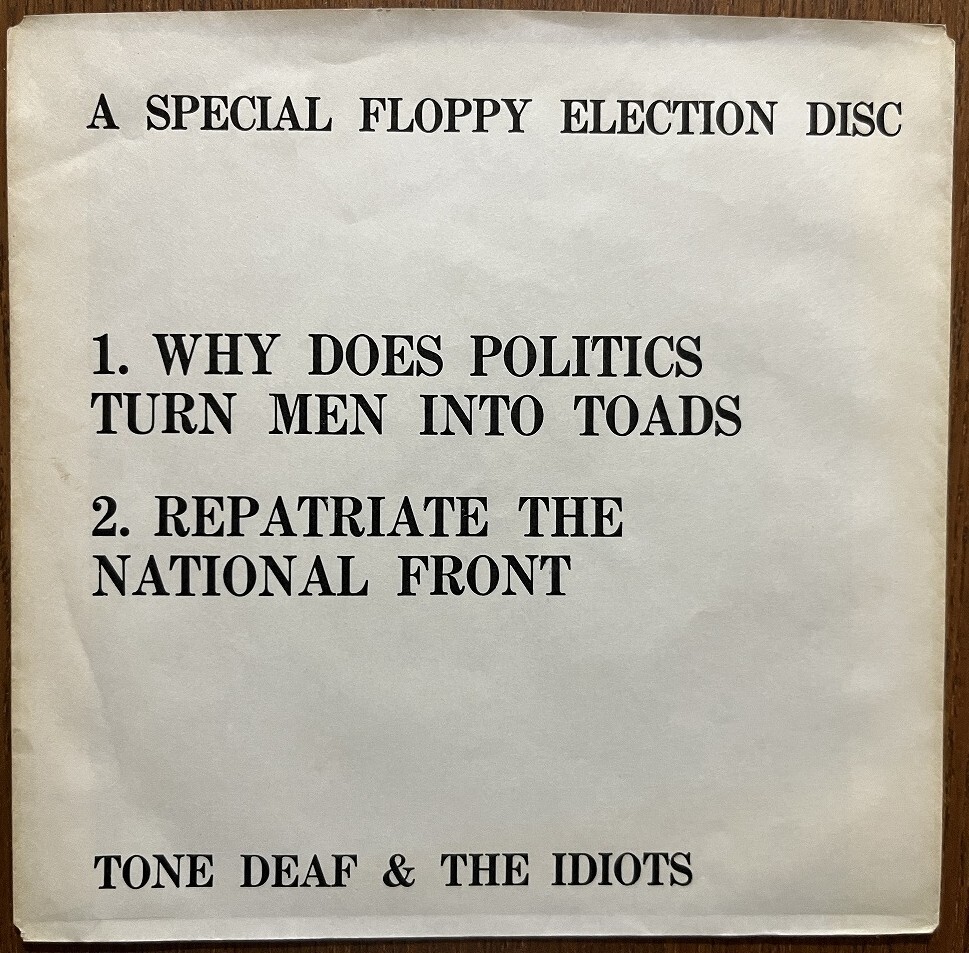 A SPECIAL FLOPPY ELECTION DISC
1. WHY DOES POLITICS
TURN MEN INTO TOADS
2. REPATRIATE THE
NATIONAL FRONT
TONE DEAF & THE IDIOTS